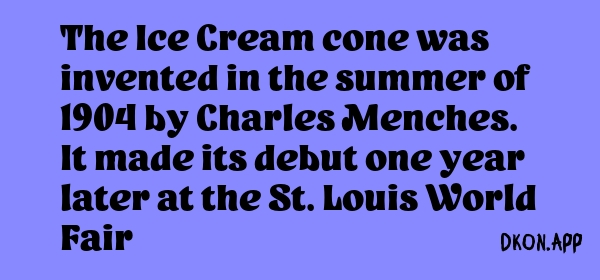 The Ice Cream cone was
invented in the summer of
1904 by Charles Menches.
It made its debut one year
later at the St. Louis World
Fair
DKON.APP